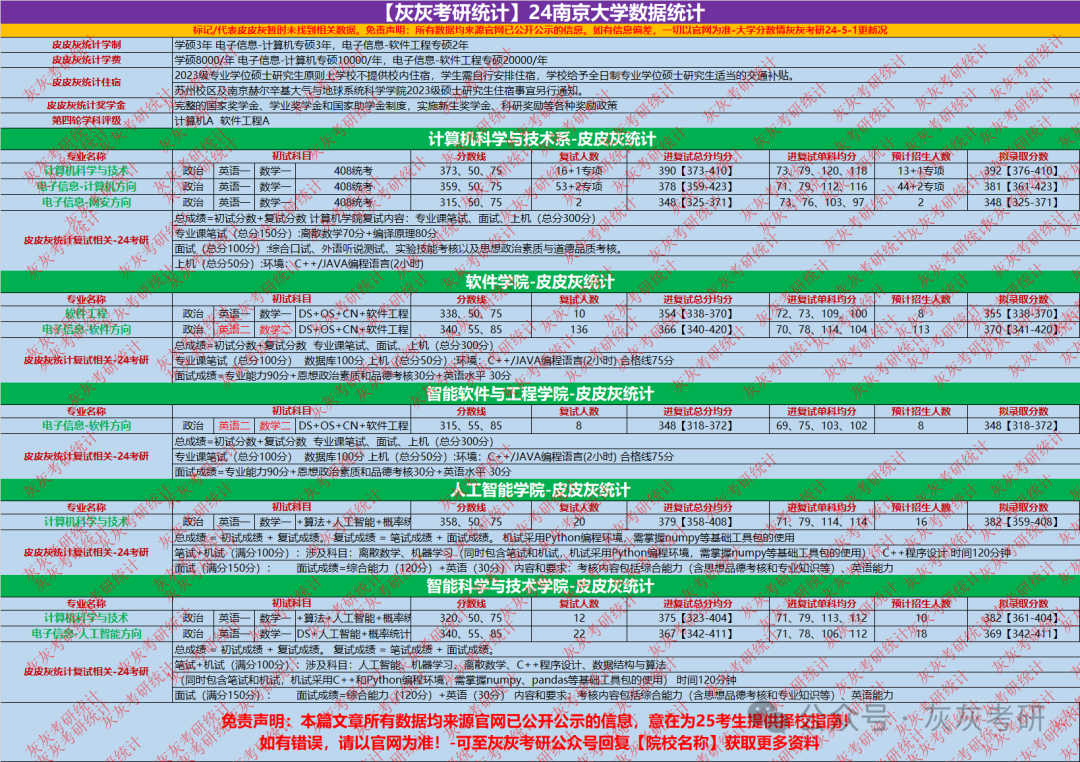 【灰灰考研统计】24南京大学数据统计
标记/代表皮皮灰暂时未找到相关数据。免责声明：所有数据均来源官网已公开公示的信息。如有信息偏差，一切以官网为准-大学分数情灰灰考研24-5-1更新况
皮皮灰统计学制 学硕3年 电子信息-计算机专硕3年，电子信息-软件工程专硕2年
皮皮灰统计学费 学硕8000/年 电子信息-计算机专硕10000/年，电子信息-软件工程专硕20000/年
皮皮灰统计住宿 2023级专业学位硕士研究生原则上学校不提供校内住宿，学生需自行安排住宿，学校给予全日制专业学位硕士研究生适当的交通补贴。
苏州校区及南京赫尔辛基大气与地球系统科学学院2023级硕士研究生住宿事宜另行通知。
皮皮灰统计奖学金 完整的国家奖学金、学业奖学金和国家助学金制度，实施新生奖学金、科研奖励等各种奖励政策
第四轮学科评级 计算机A 软件工程A
计算机科学与技术系-皮皮灰统计
专业名称 初试科目 分数线 复试人数 进复试总分均分 进复试单科均分 预计招生人数 拟录取分数
计算机科学与技术 政治 英语一 数学一 408统考 373、50、75 16+1专项 390【373-410】 73、79、120、118 13+1专项 392【376-410】
电子信息-计算机方向 政治 英语一 数学一 408统考 359、50、75 53+2专项 378【359-423】 71、79、112、116 44+2专项 381【361-423】
电子信息-网安方向 政治 英语一 数学一 408统考 315、50、75 2 348【325-371】 73、76、103、97 2 348【325-371】
皮皮灰统计复试相关-24考研 总成绩=初试分数+复试分数 计算机学院复试内容：专业课笔试、面试、上机（总分300分）
专业课笔试（总分150分）:离散数学70分+编译原理80分
面试（总分100分）:综合口试、外语听说测试、实验技能考核以及思想政治素质与道德品质考核。
上机（总分50分）:环境：C++/JAVA编程语言(2小时)
软件学院-皮皮灰统计
专业名称 初试科目 分数线 复试人数 进复试总分均分 进复试单科均分 预计招生人数 拟录取分数
软件工程 政治 英语一 数学一 DS+OS+CN+软件工程 338、50、75 10 354【338-370】 72、73、109、100 8 355【338-370】
电子信息-软件方向 政治 英语二 数学二 DS+OS+CN+软件工程 340、55、85 136 366【340-420】 70、78、114、104 113 370【341-420】
皮皮灰统计复试相关-24考研 总成绩=初试分数+复试分数 专业课笔试、面试、上机（总分300分）
专业课笔试（总分100分） 数据库100分 上机（总分50分）:环境：C++/JAVA编程语言(2小时) 合格线75分
面试成绩=专业能力90分+思想政治素质和品德考核30分+英语水平 30分
智能软件与工程学院-皮皮灰统计
专业名称 初试科目 分数线 复试人数 进复试总分均分 进复试单科均分 预计招生人数 拟录取分数
电子信息-软件方向 政治 英语二 数学二 DS+OS+CN+软件工程 315、55、85 8 348【318-372】 69、75、103、102 8 348【318-372】
皮皮灰统计复试相关-24考研 总成绩=初试分数+复试分数 专业课笔试、面试、上机（总分300分）
专业课笔试（总分100分） 数据库100分 上机（总分50分）:环境：C++/JAVA编程语言(2小时) 合格线75分
面试成绩=专业能力90分+思想政治素质和品德考核30分+英语水平 30分
人工智能学院-皮皮灰统计
专业名称 初试科目 分数线 复试人数 进复试总分均分 进复试单科均分 预计招生人数 拟录取分数
计算机科学与技术 政治 英语一 数学一 +算法+人工智能+概率统 358、50、75 20 379【358-408】 71、79、114、114 16 382【359-408】
皮皮灰统计复试相关-24考研 总成绩 = 初试成绩 + 复试成绩。 复试成绩 = 笔试成绩 + 面试成绩。 机试采用Python编程环境，需掌握numpy等基础工具包的使用
笔试+机试（满分100分）：涉及科目：离散数学、机器学习（同时包含笔试和机试，机试采用Python编程环境，需掌握numpy等基础工具包的使用）、C++程序设计 时间120分钟
面试（满分150分）： 面试成绩=综合能力（120分）+英语（30分） 内容和要求：考核内容包括综合能力（含思想品德考核和专业知识等）、英语能力
智能科学与技术学院-皮皮灰统计
专业名称 初试科目 分数线 复试人数 进复试总分均分 进复试单科均分 预计招生人数 拟录取分数
计算机科学与技术 政治 英语一 数学一 +算法+人工智能+概率统 320、50、75 12 375【323-404】 71、79、113、112 10 382【361-404】
电子信息-人工智能方向 政治 英语一 数学一 DS+人工智能+概率统计 340、55、85 22 367【342-411】 71、78、106、112 18 369【342-411】
皮皮灰统计复试相关-24考研 总成绩 = 初试成绩 + 复试成绩。 复试成绩 = 笔试成绩 + 面试成绩。
笔试+机试（满分100分）：涉及科目：人工智能、机器学习、离散数学、C++程序设计、数据结构与算法
（同时包含笔试和机试，机试采用C++和Python编程环境，需掌握numpy、pandas等基础工具包的使用） 时间120分钟
面试（满分150分）： 面试成绩=综合能力（120分）+英语（30分） 内容和要求：考核内容包括综合能力（含思想品德考核和专业知识等）、英语能力
免责声明：本篇文章所有数据均来源官网已公开公示的信息，意在为25考生提供择校指南！
如有错误，请以官网为准！-可至灰灰考研公众号回复【院校名称】获取更多资料
公众号 · 灰灰考研